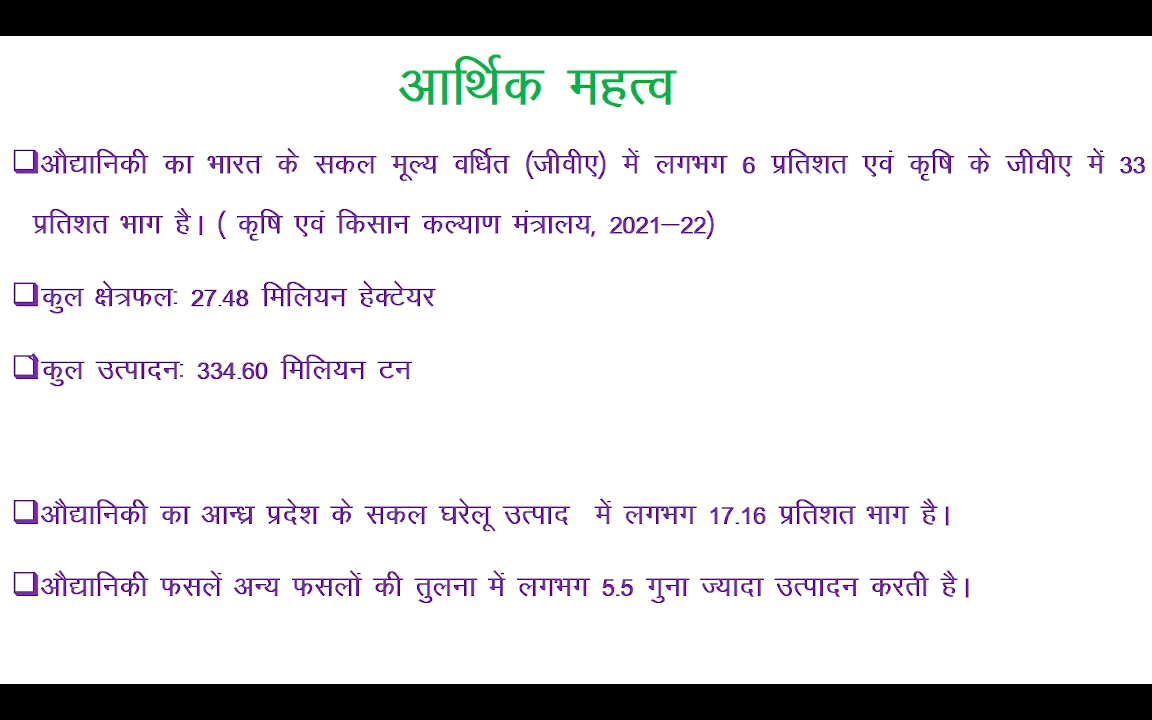 आर्थिक महत्व
❑औद्यानिकी का भारत के सकल मूल्य वर्धित (जीवीए) में लगभग 6 प्रतिशत एवं कृषि के जीवीए में 33
प्रतिशत भाग है। ( कृषि एवं किसान कल्याण मंत्रालय, 2021–22)
❑कुल क्षेत्रफल: 27.48 मिलियन हेक्टेयर
❑कुल उत्पादन: 334.60 मिलियन टन
❑औद्यानिकी का आन्ध्र प्रदेश के सकल घरेलू उत्पाद में लगभग 17.16 प्रतिशत भाग है।
❑औद्यानिकी फसलें अन्य फसलों की तुलना में लगभग 5.5 गुना ज्यादा उत्पादन करती है।